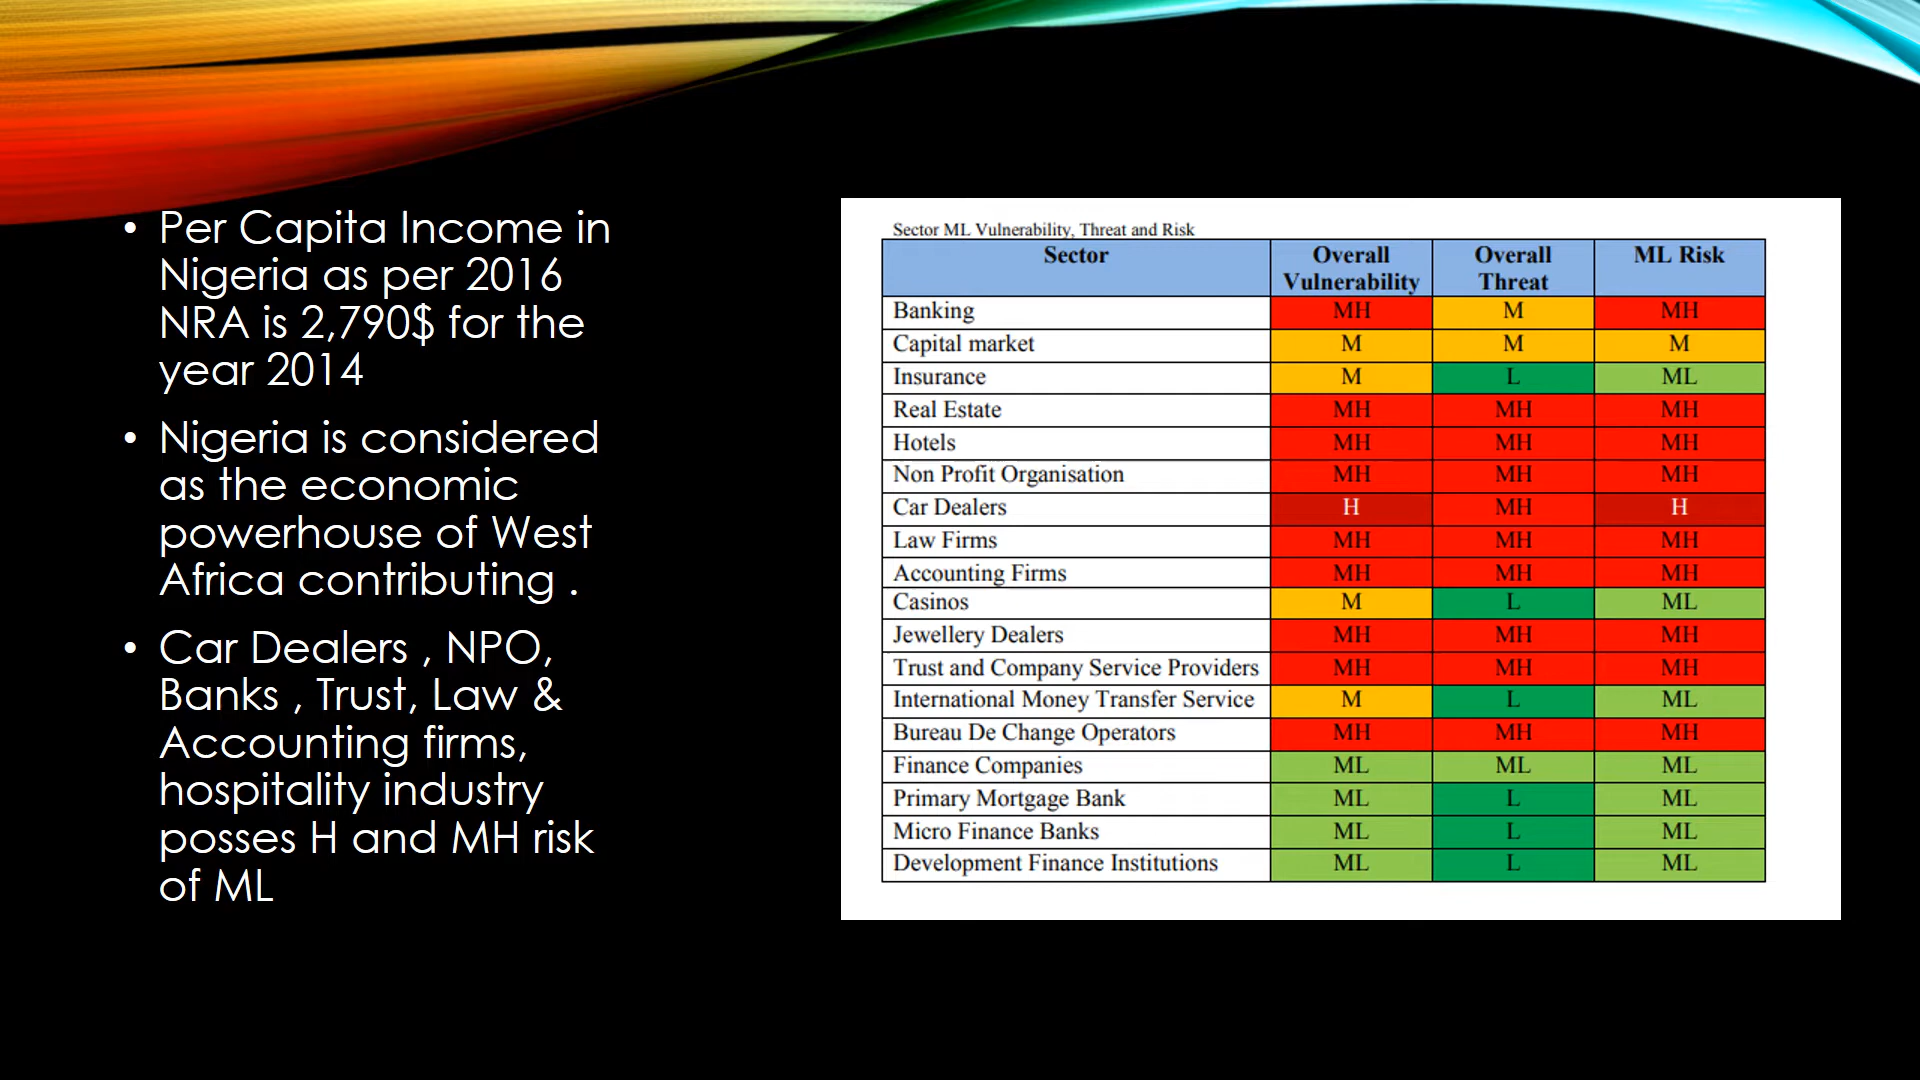 • Per Capita Income in
Nigeria as per 2016
NRA is 2,790$ for the
year 2014
• Nigeria is considered
as the economic
powerhouse of West
Africa contributing .
• Car Dealers , NPO,
Banks , Trust, Law &
Accounting firms,
hospitality industry
posses H and MH risk
of ML
Sector ML Vulnerability, Threat and Risk
Sector Overall Vulnerability Overall Threat ML Risk
Banking MH M MH
Capital market M M M
Insurance M L ML
Real Estate MH MH MH
Hotels MH MH MH
Non Profit Organisation MH MH MH
Car Dealers H MH H
Law Firms MH MH MH
Accounting Firms MH MH MH
Casinos M L ML
Jewellery Dealers MH MH MH
Trust and Company Service Providers MH MH MH
International Money Transfer Service M L ML
Bureau De Change Operators MH MH MH
Finance Companies ML ML ML
Primary Mortgage Bank ML L ML
Micro Finance Banks ML L ML
Development Finance Institutions ML L ML